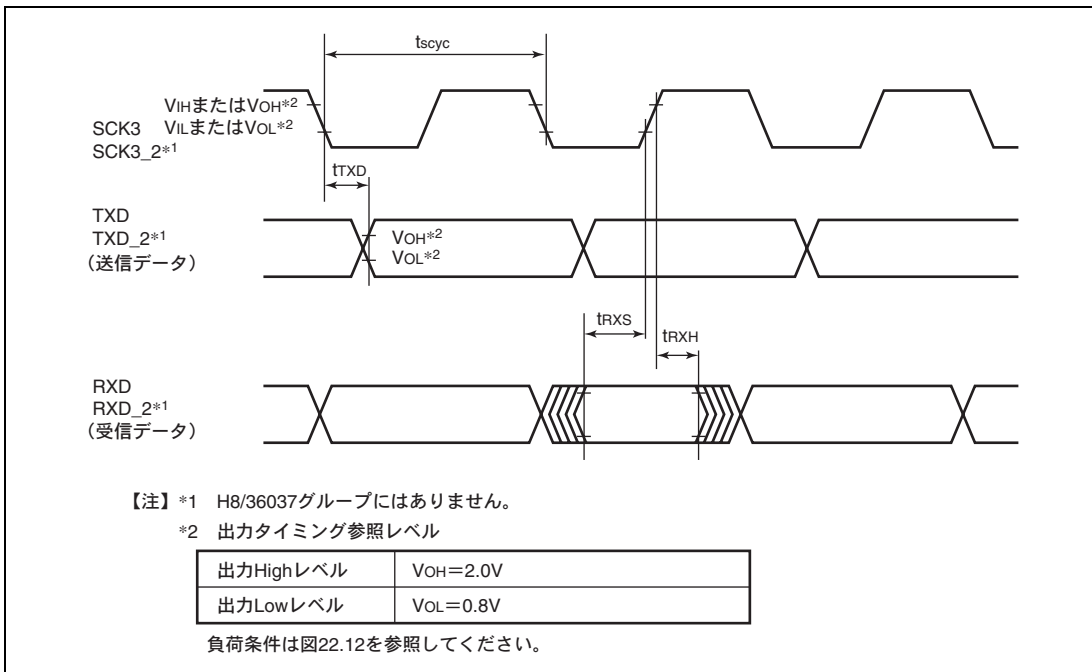 tscyc
VIHまたはVOH*2
SCK3 VILまたはVOL*2
SCK3_2*1
tTXD
TXD
TXD_2*1
（送信データ）
VOH*2
VOL*2
tRXS
tRXH
RXD
RXD_2*1
（受信データ）
【注】*1 H8/36037グループにはありません。
*2 出力タイミング参照レベル
出力Highレベル VOH＝2.0V
出力Lowレベル VOL＝0.8V
負荷条件は図22.12を参照してください。